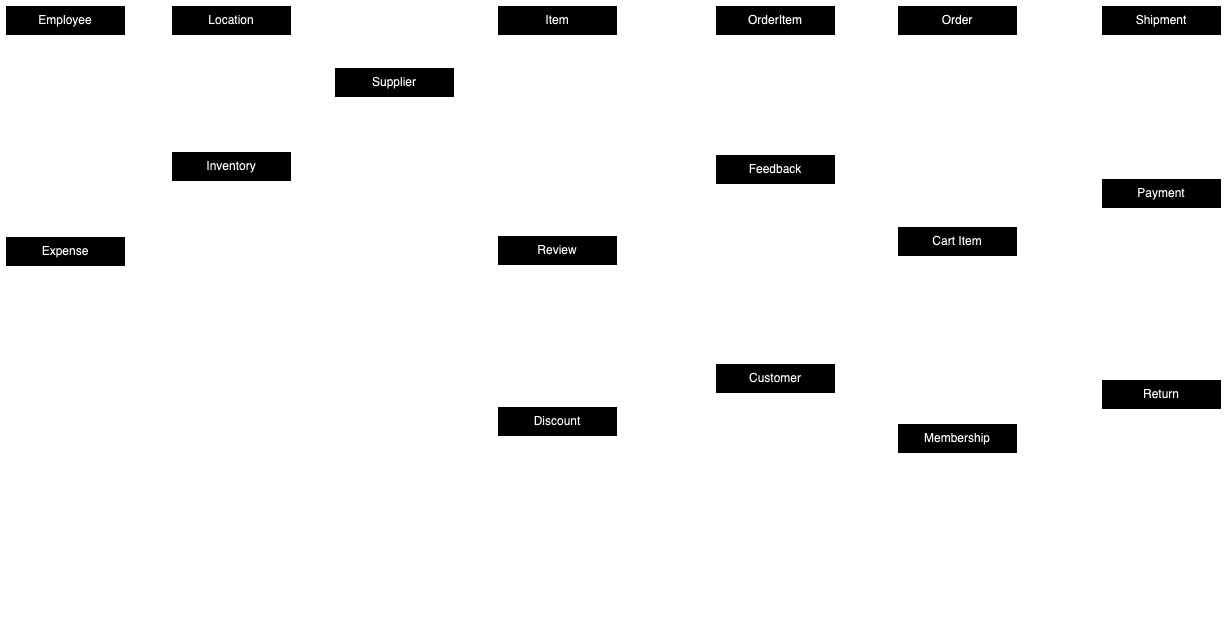 Employee
Location
Item
OrderItem
Order
Shipment
Supplier
Inventory
Feedback
Payment
Cart Item
Expense
Review
Customer
Return
Discount
Membership